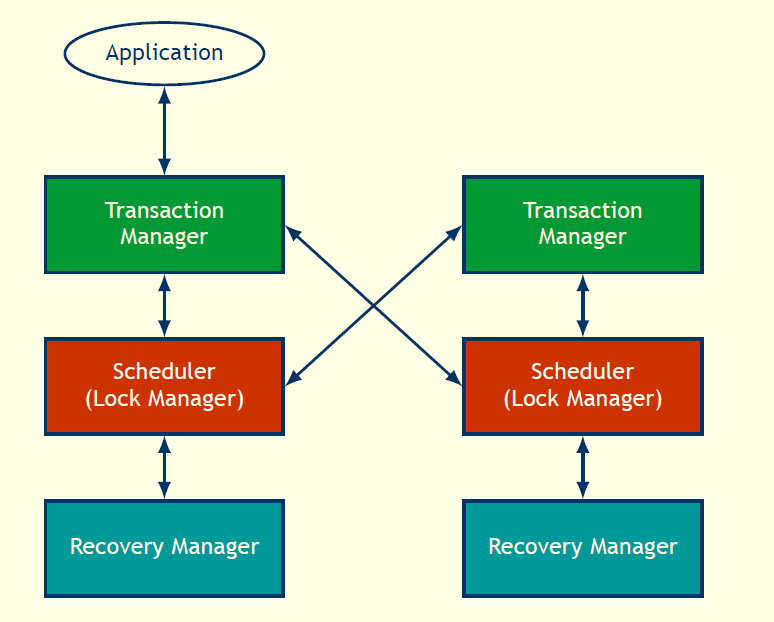 Application
Transaction
Manager
Transaction
Manager
Scheduler
(Lock Manager)
Scheduler
(Lock Manager)
Recovery Manager
Recovery Manager